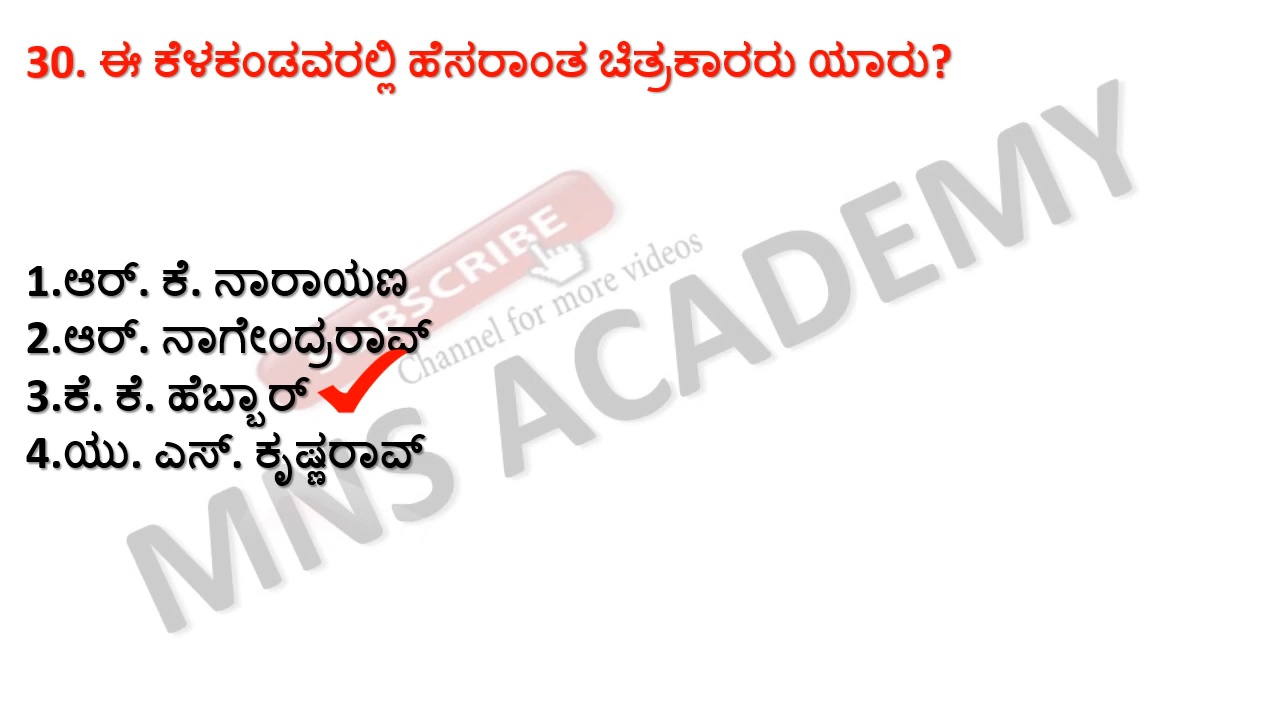 30. ಈ ಕೆಳಕಂಡವರಲ್ಲಿ ಹೆಸರಾಂತ ಚಿತ್ರಕಾರರು ಯಾರು?
1.ಆರ್. ಕೆ. ನಾರಾಯಣ
2.ಆರ್. ನಾಗೇಂದ್ರರಾವ್
3.ಕೆ. ಕೆ. ಹೆಬ್ಬಾರ್
4.ಯು. ಎಸ್. ಕೃಷ್ಣರಾವ್
SUBSCRIBE
Channel for more videos
MNS ACADEMY